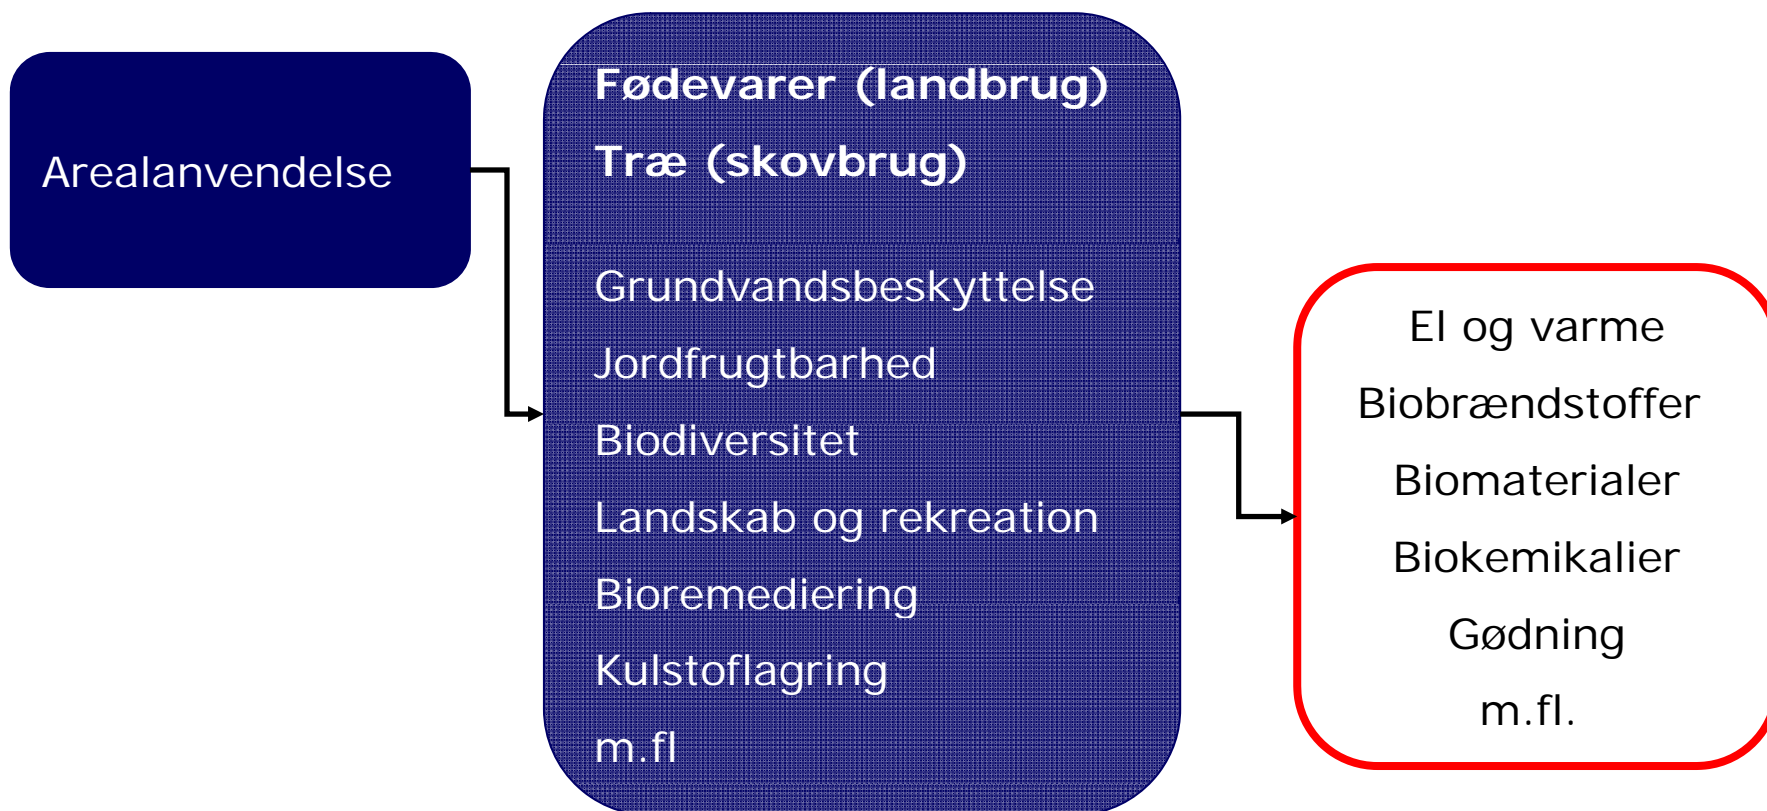 Arealanvendelse
Fødevarer (landbrug)
Træ (skovbrug)
Grundvandsbeskyttelse
Jordfrugtbarhed
Biodiversitet
Landskab og rekreation
Bioremediering
Kulstoflagring
m.fl
El og varme
Biobrændstoffer
Biomaterialer
Biokemikalier
Gødning
m.fl.